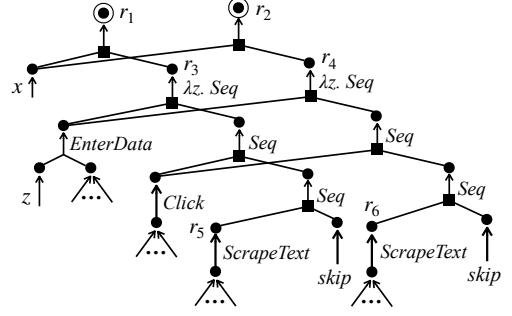 r₁ r₂
r₃ r₄
x λz. Seq λz. Seq
EnterData Seq Seq
z ... Click Seq r₆ Seq
r₅
... ScrapeText skip ScrapeText skip
... ...